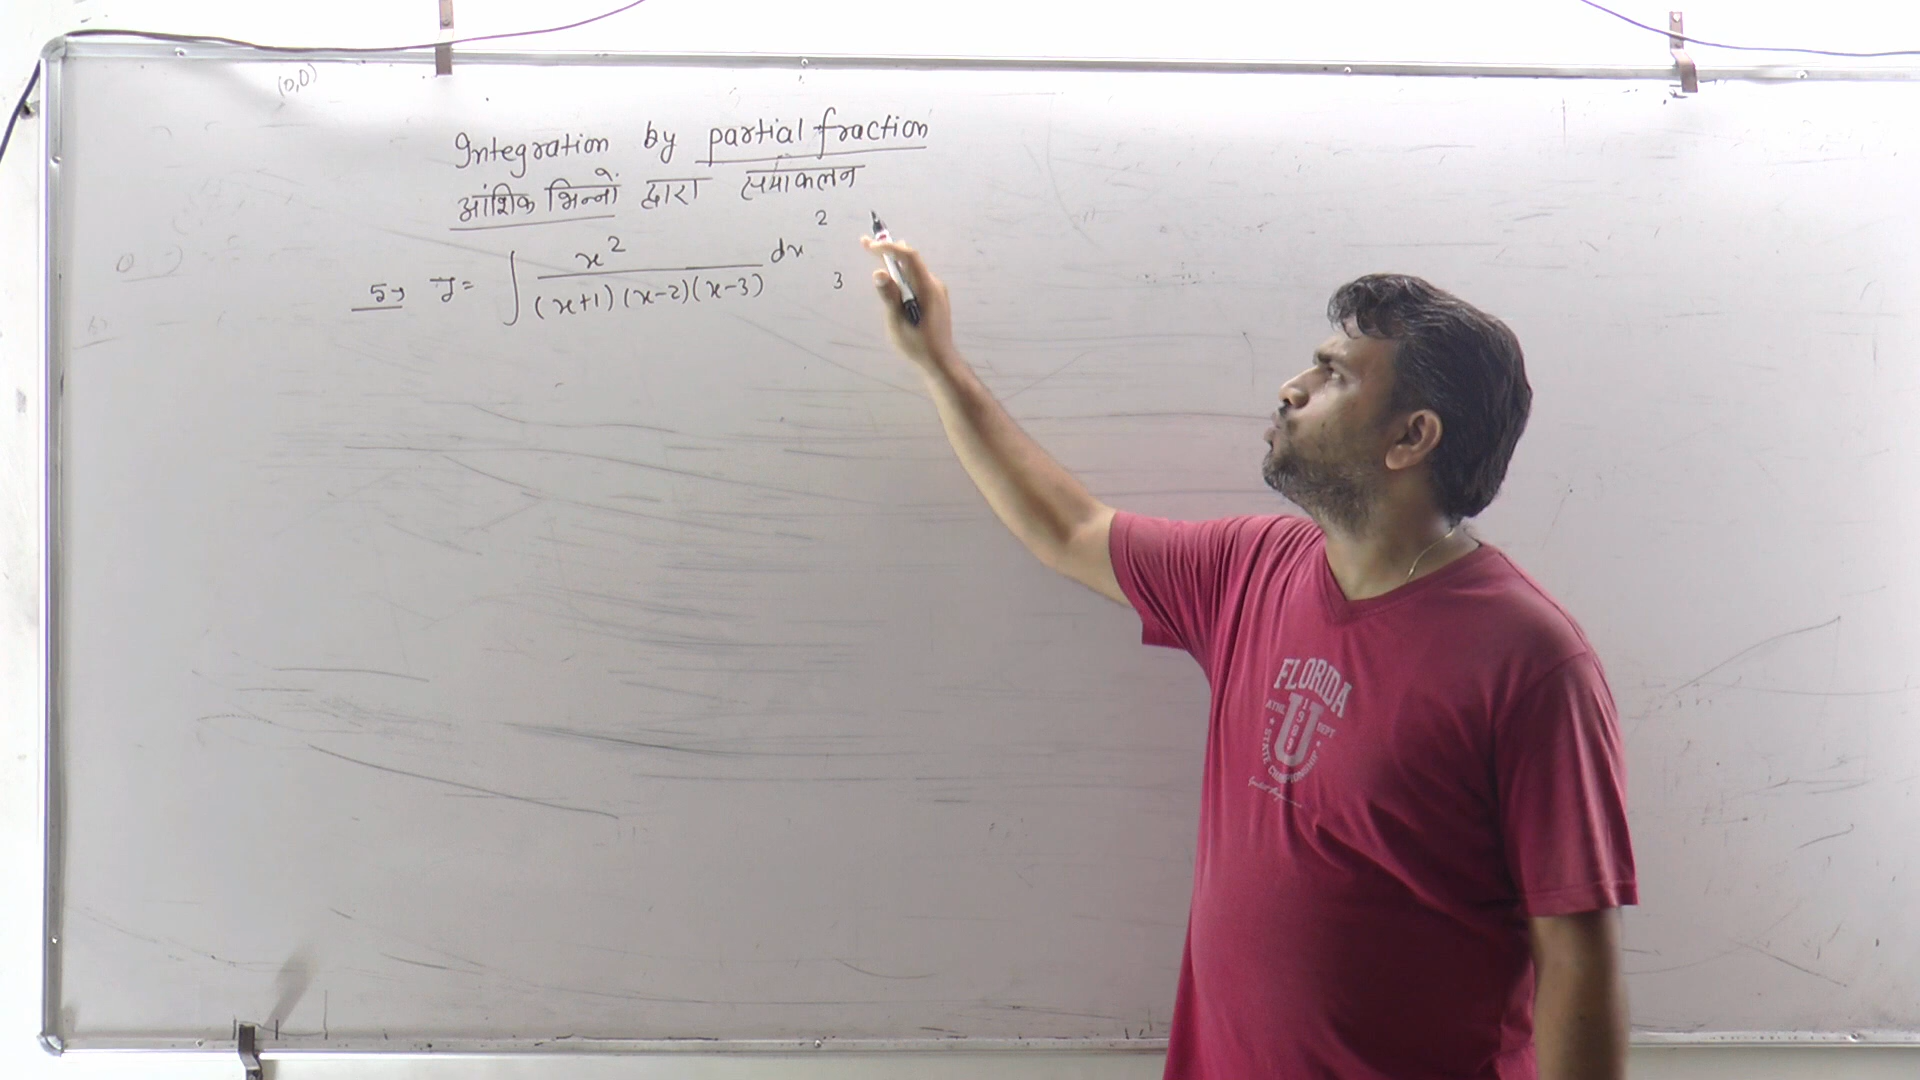 (0,0)
Integration by partial fraction
आंशिक भिन्नों द्वारा समाकलन
5→ I = ∫ x² / (x+1)(x-2)(x-3) dx
2
3
FLORIDA
ATHL DEPT
U
1989
STATE CHAMPIONSHIP